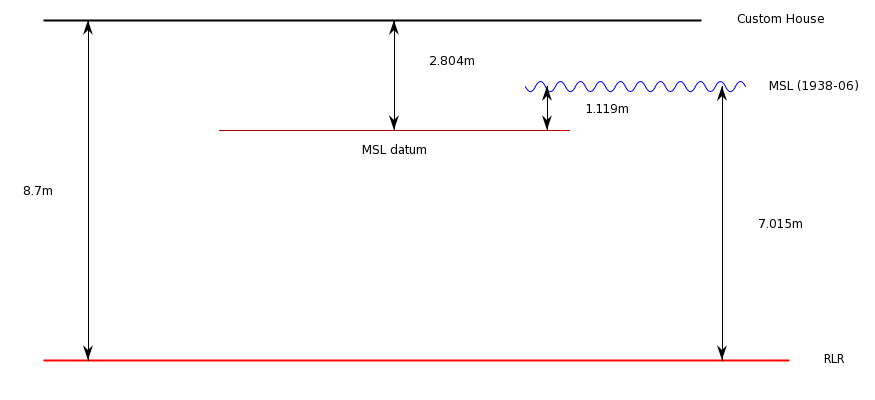 Custom House
2.804m
MSL (1938-06)
1.119m
MSL datum
8.7m
7.015m
RLR